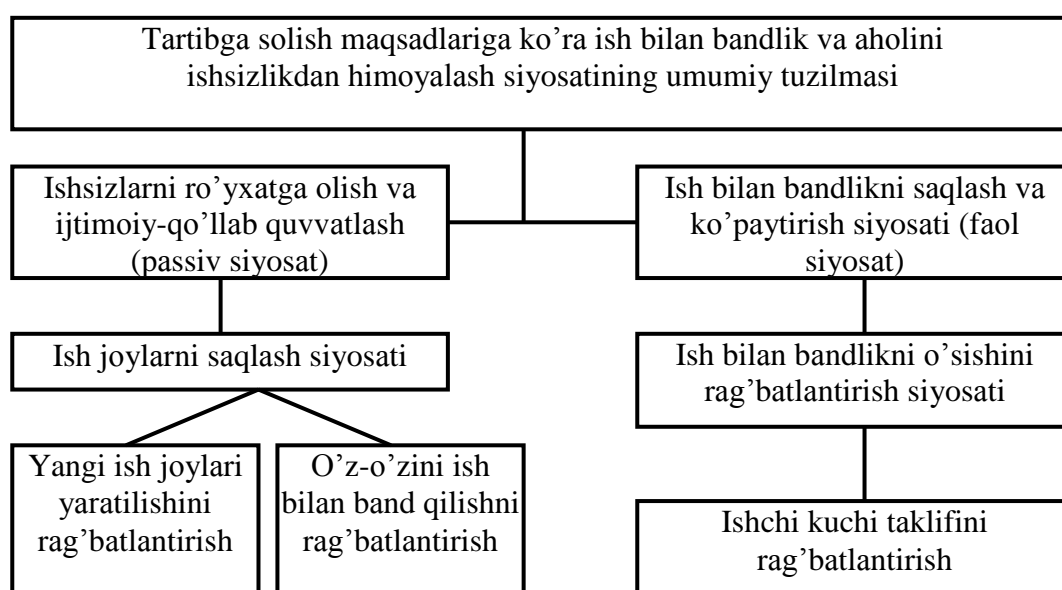 Tartibga solish maqsadlariga ko’ra ish bilan bandlik va aholini
ishsizlikdan himoyalash siyosatining umumiy tuzilmasi
Ishsizlarni ro’yxatga olish va
ijtimoiy-qo’llab quvvatlash
(passiv siyosat)
Ish bilan bandlikni saqlash va
ko’paytirish siyosati (faol
siyosat)
Ish joylarni saqlash siyosati
Ish bilan bandlikni o’sishini
rag’batlantirish siyosati
Yangi ish joylari
yaratilishini
rag’batlantirish
O’z-o’zini ish
bilan band qilishni
rag’batlantirish
Ishchi kuchi taklifini
rag’batlantirish